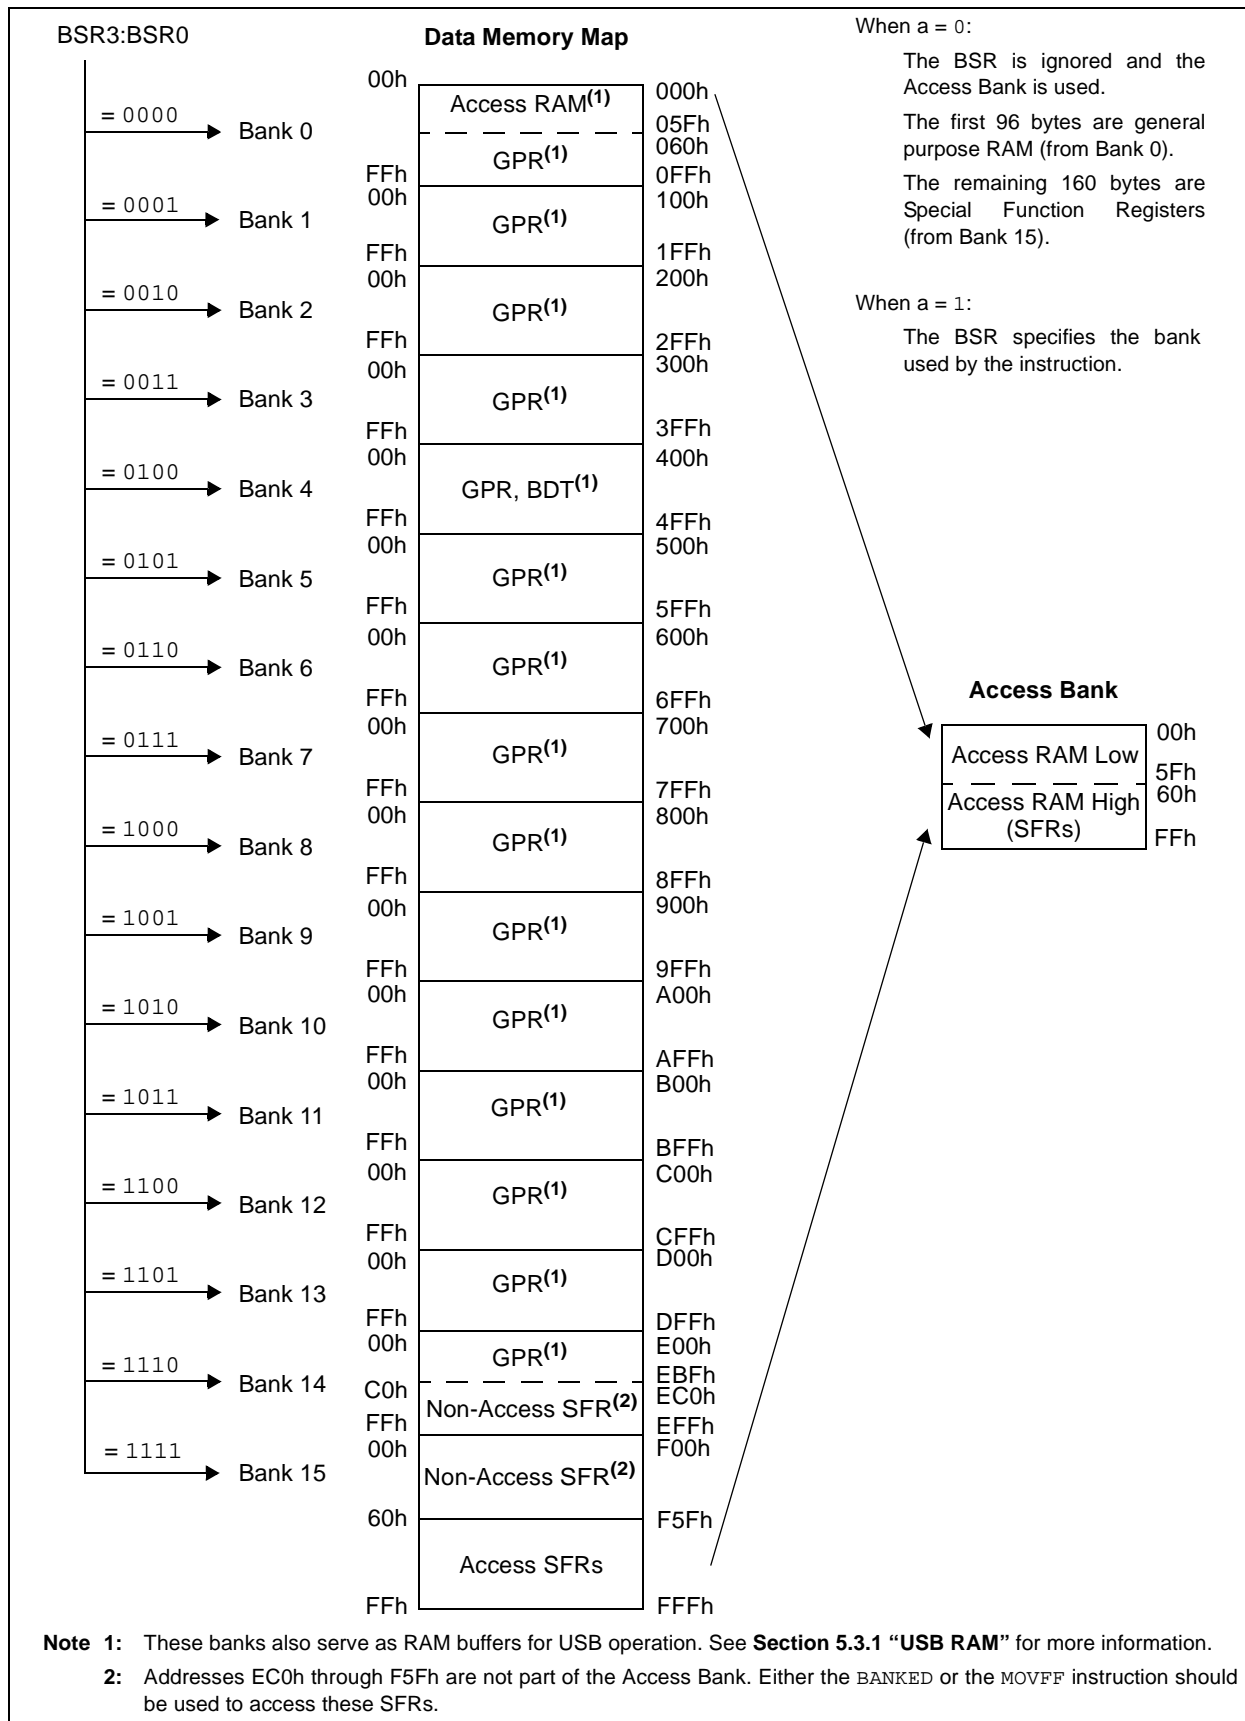 BSR3:BSR0
Data Memory Map
When a = 0:
The BSR is ignored and the
Access Bank is used.
The first 96 bytes are general
purpose RAM (from Bank 0).
The remaining 160 bytes are
Special Function Registers
(from Bank 15).
When a = 1:
The BSR specifies the bank
used by the instruction.
= 0000
Bank 0
00h
Access RAM(1)
000h
05Fh
060h
GPR(1)
FFh
0FFh
= 0001
Bank 1
00h
GPR(1)
100h
FFh
1FFh
= 0010
Bank 2
00h
GPR(1)
200h
FFh
2FFh
= 0011
Bank 3
00h
GPR(1)
300h
FFh
3FFh
= 0100
Bank 4
00h
GPR, BDT(1)
400h
FFh
4FFh
= 0101
Bank 5
00h
GPR(1)
500h
FFh
5FFh
= 0110
Bank 6
00h
GPR(1)
600h
FFh
6FFh
= 0111
Bank 7
00h
GPR(1)
700h
FFh
7FFh
= 1000
Bank 8
00h
GPR(1)
800h
FFh
8FFh
= 1001
Bank 9
00h
GPR(1)
900h
FFh
9FFh
= 1010
Bank 10
00h
GPR(1)
A00h
FFh
AFFh
= 1011
Bank 11
00h
GPR(1)
B00h
FFh
BFFh
= 1100
Bank 12
00h
GPR(1)
C00h
FFh
CFFh
= 1101
Bank 13
00h
GPR(1)
D00h
FFh
DFFh
= 1110
Bank 14
00h
GPR(1)
E00h
EBFh
C0h
Non-Access SFR(2)
EC0h
FFh
EFFh
= 1111
Bank 15
00h
Non-Access SFR(2)
F00h
60h
F5Fh
Access SFRs
FFh
FFFh
Access Bank
Access RAM Low
00h
5Fh
Access RAM High
(SFRs)
60h
FFh
Note 1: These banks also serve as RAM buffers for USB operation. See Section 5.3.1 “USB RAM” for more information.
2: Addresses EC0h through F5Fh are not part of the Access Bank. Either the BANKED or the MOVFF instruction should
be used to access these SFRs.